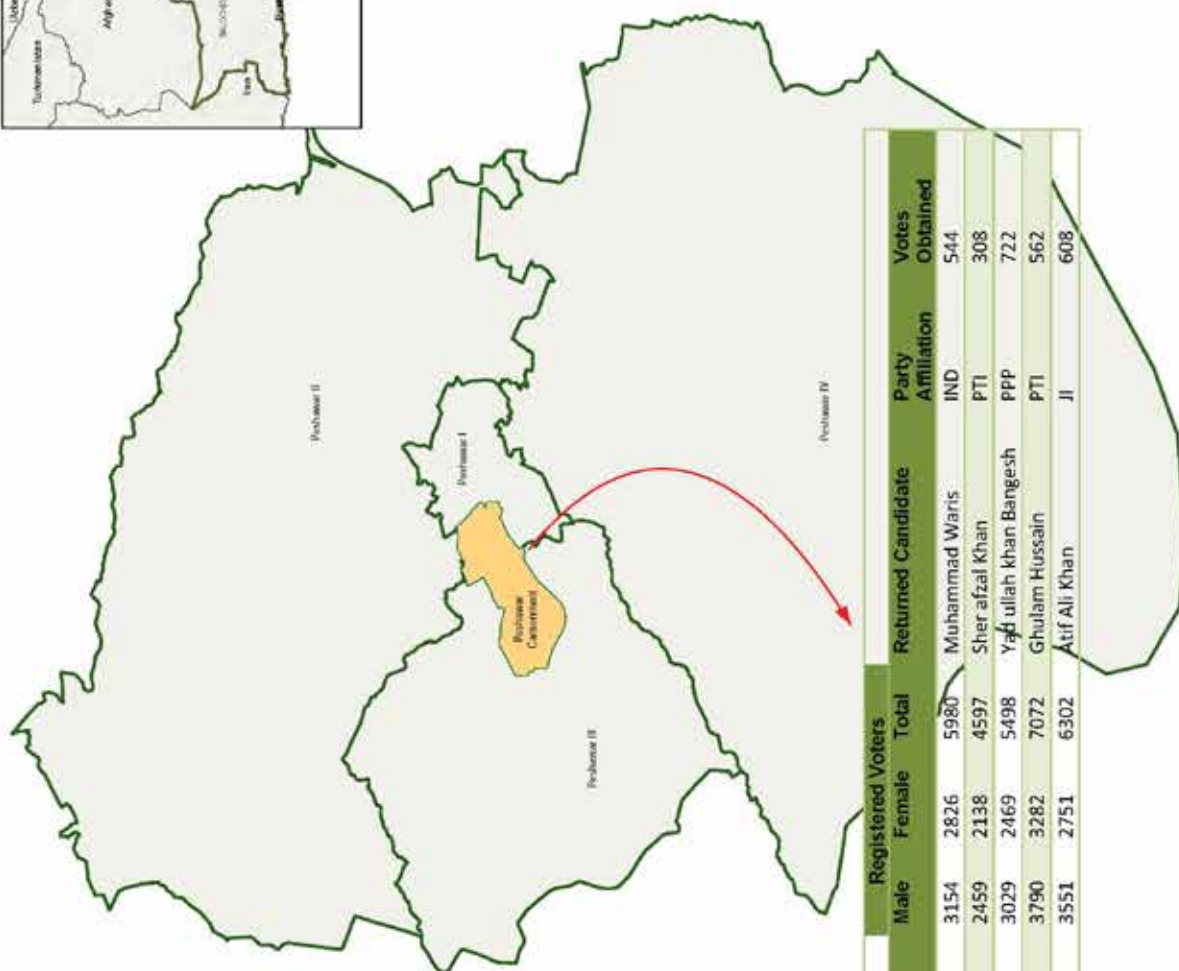 Turkmenistan
Iran
Peshawar II
Peshawar I
Peshawar
Cantonment
Peshawar III
Peshawar IV
Registered Voters
Male Female Total Returned Candidate Party Affiliation Votes Obtained
3154 2826 5980 Muhammad Waris IND 544
2459 2138 4597 Sher afzal Khan PTI 308
3029 2469 5498 Yad ullah khan Bangesh PPP 722
3790 3282 7072 Ghulam Hussain PTI 562
3551 2751 6302 Atif Ali Khan JI 608